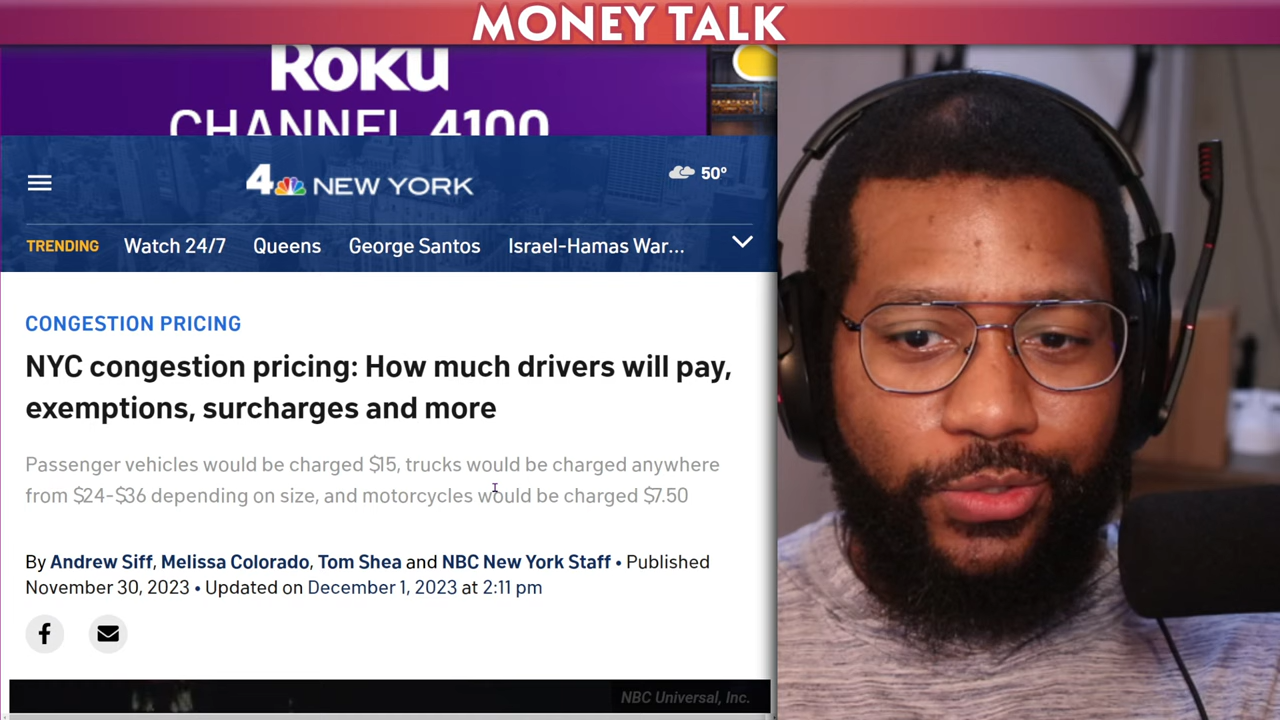 MONEY TALK
ROKU
CHANNEL 4100
4 NEW YORK
50°
TRENDING Watch 24/7 Queens George Santos Israel-Hamas War...
CONGESTION PRICING
NYC congestion pricing: How much drivers will pay,
exemptions, surcharges and more
Passenger vehicles would be charged $15, trucks would be charged anywhere
from $24-$36 depending on size, and motorcycles would be charged $7.50
By Andrew Siff, Melissa Colorado, Tom Shea and NBC New York Staff • Published
November 30, 2023 • Updated on December 1, 2023 at 2:11 pm
NBC Universal, Inc.